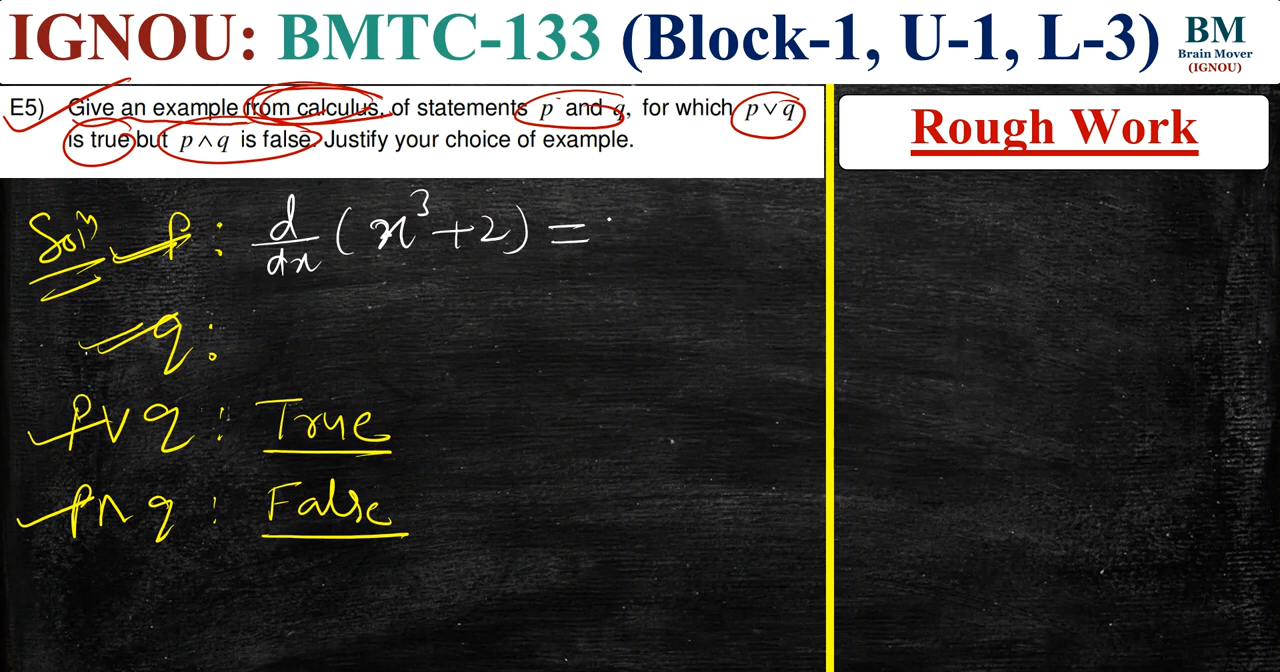 IGNOU: BMTC-133 (Block-1, U-1, L-3)
BM
Brain Mover
(IGNOU)
E5) Give an example from calculus, of statements p and q, for which p ∨ q
is true but p ∧ q is false. Justify your choice of example.
Rough Work
Solⁿ p : d/dx (x³+2) =
q :
p ∨ q : True
p ∧ q : False